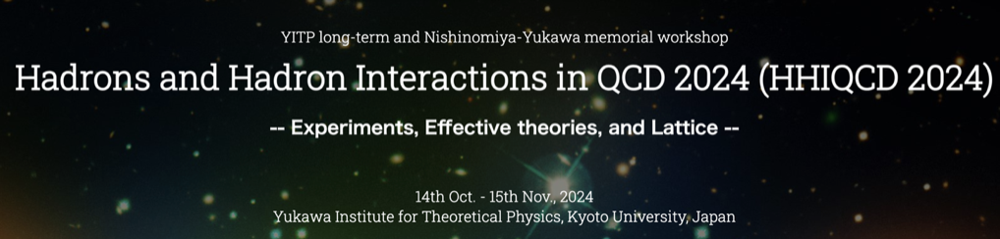 YITP long-term and Nishinomiya-Yukawa memorial workshop
Hadrons and Hadron Interactions in QCD 2024 (HHIQCD 2024)
-- Experiments, Effective theories, and Lattice --
14th Oct. - 15th Nov., 2024
Yukawa Institute for Theoretical Physics, Kyoto University, Japan